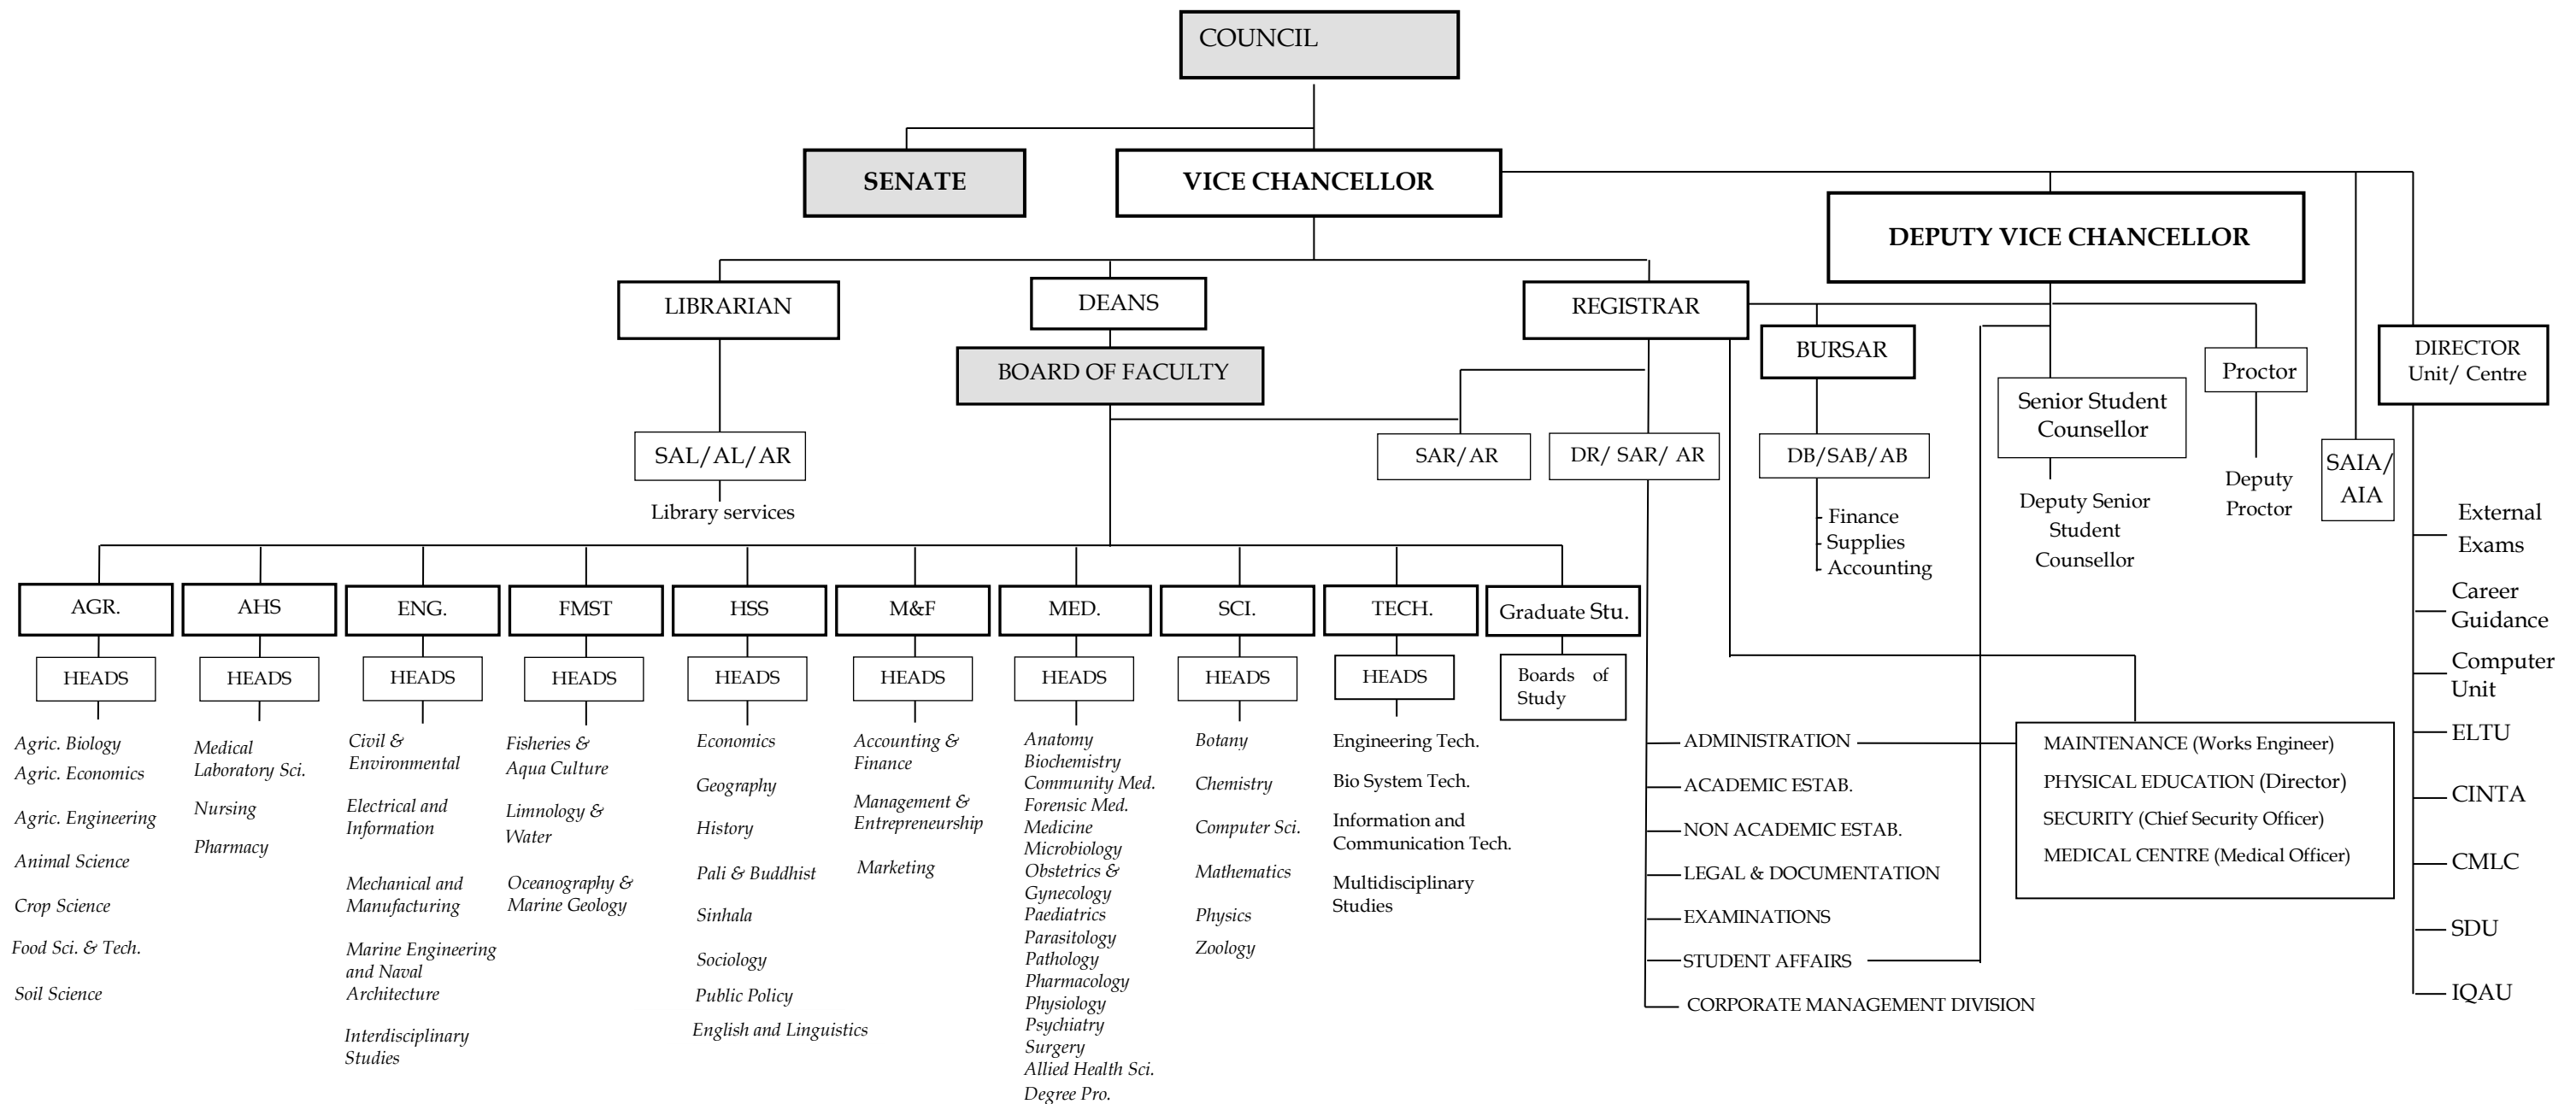 COUNCIL
SENATE
VICE CHANCELLOR
DEPUTY VICE CHANCELLOR
LIBRARIAN
DEANS
REGISTRAR
BURSAR
Proctor
DIRECTOR
Unit/ Centre
BOARD OF FACULTY
Senior Student
Counsellor
SAL/AL/AR
SAR/AR
DR/ SAR/ AR
DB/SAB/AB
SAIA/
AIA
Library services
Deputy Senior
Student
Counsellor
Deputy
Proctor
Finance
Supplies
Accounting
External
Exams
Career
Guidance
Computer
Unit
ELTU
CINTA
CMLC
SDU
IQAU
AGR.
AHS
ENG.
FMST
HSS
M&F
MED.
SCI.
TECH.
Graduate Stu.
HEADS
HEADS
HEADS
HEADS
HEADS
HEADS
HEADS
HEADS
HEADS
Boards of
Study
Agric. Biology
Agric. Economics
Agric. Engineering
Animal Science
Crop Science
Food Sci. & Tech.
Soil Science
Medical
Laboratory Sci.
Nursing
Pharmacy
Civil &
Environmental
Electrical and
Information
Mechanical and
Manufacturing
Marine Engineering
and Naval
Architecture
Interdisciplinary
Studies
Fisheries &
Aqua Culture
Limnology &
Water
Oceanography &
Marine Geology
Economics
Geography
History
Pali & Buddhist
Sinhala
Sociology
Public Policy
English and Linguistics
Accounting &
Finance
Management &
Entrepreneurship
Marketing
Anatomy
Biochemistry
Community Med.
Forensic Med.
Medicine
Microbiology
Obstetrics &
Gynecology
Paediatrics
Parasitology
Pathology
Pharmacology
Physiology
Psychiatry
Surgery
Allied Health Sci.
Degree Pro.
Botany
Chemistry
Computer Sci.
Mathematics
Physics
Zoology
Engineering Tech.
Bio System Tech.
Information and
Communication Tech.
Multidisciplinary
Studies
ADMINISTRATION
ACADEMIC ESTAB.
NON ACADEMIC ESTAB.
LEGAL & DOCUMENTATION
EXAMINATIONS
STUDENT AFFAIRS
CORPORATE MANAGEMENT DIVISION
MAINTENANCE (Works Engineer)
PHYSICAL EDUCATION (Director)
SECURITY (Chief Security Officer)
MEDICAL CENTRE (Medical Officer)